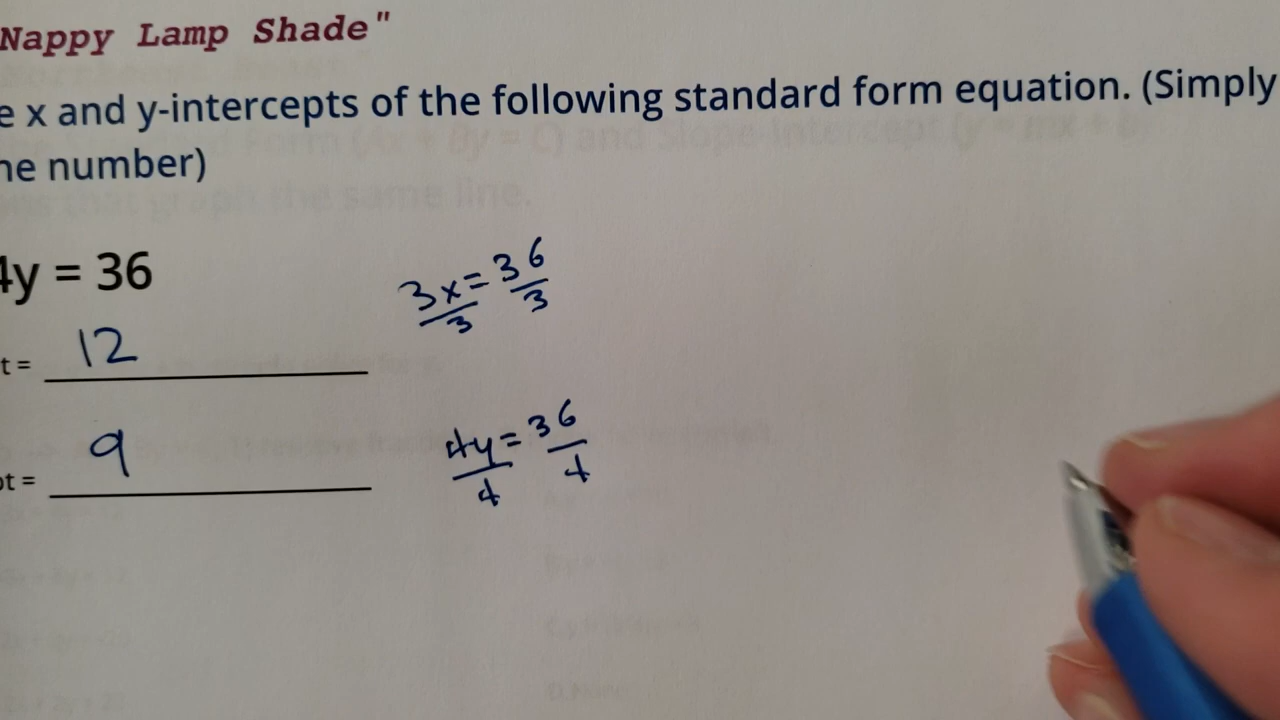 Nappy Lamp Shade"
e x and y-intercepts of the following standard form equation. (Simply
he number)
4y = 36
3x = 36
3 3
t = 12
4y = 36
4 4
pt = 9